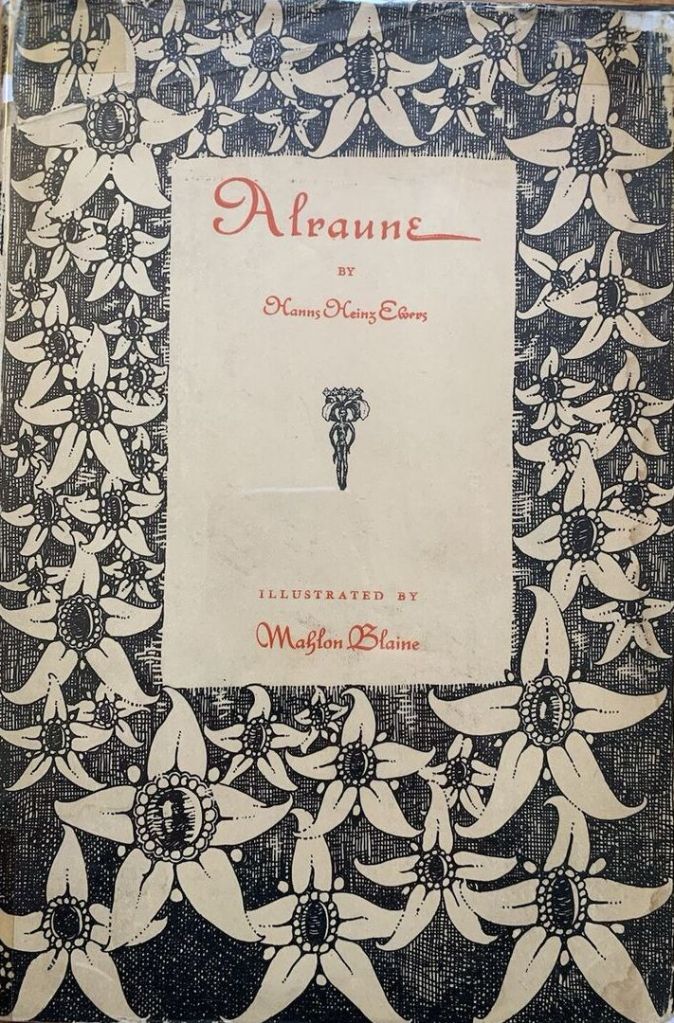 Alraune
BY
Hanns Heinz Ewers
ILLUSTRATED BY
Mahlon Blaine